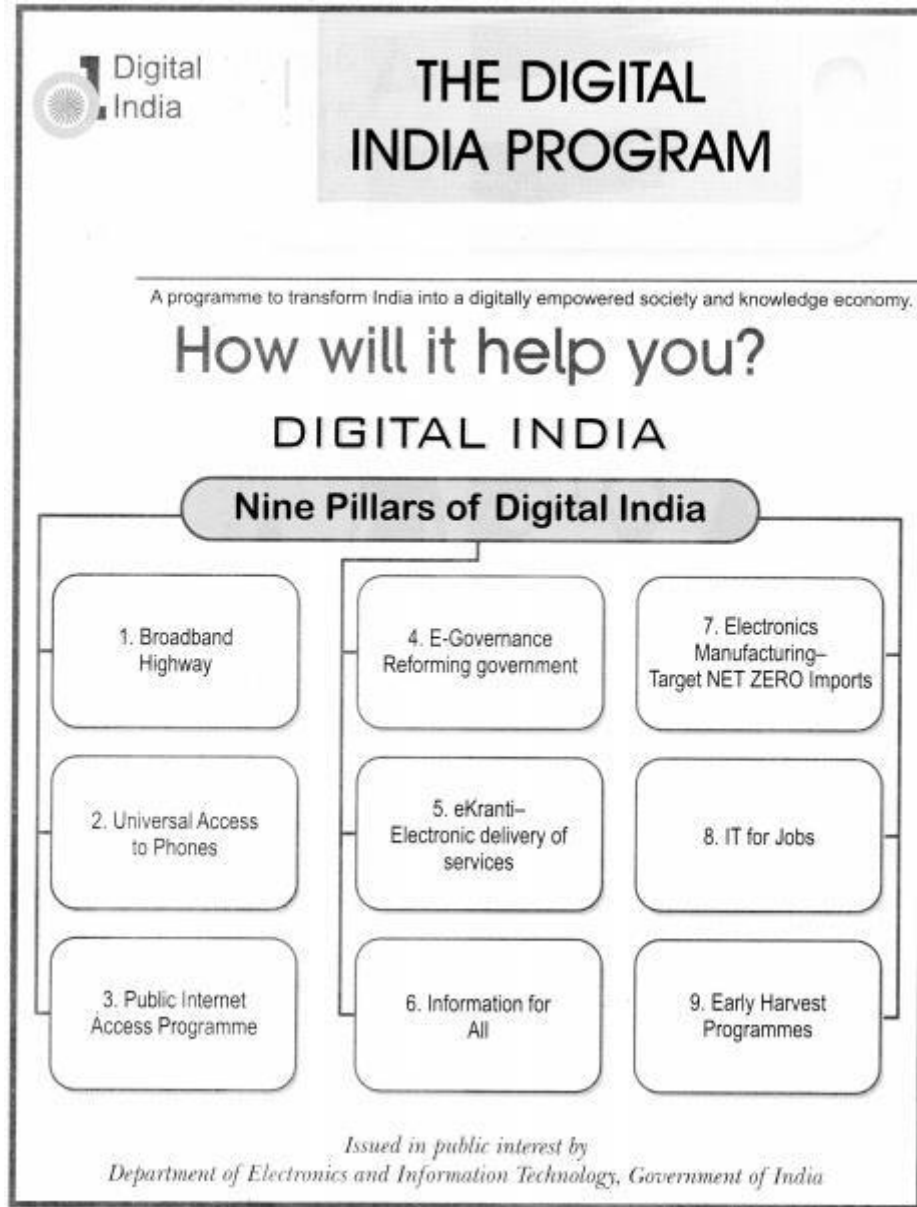 Digital
India
THE DIGITAL
INDIA PROGRAM
A programme to transform India into a digitally empowered society and knowledge economy.
How will it help you?
DIGITAL INDIA
Nine Pillars of Digital India
1. Broadband
Highway
2. Universal Access
to Phones
3. Public Internet
Access Programme
4. E-Governance
Reforming government
5. eKranti–
Electronic delivery of
services
6. Information for
All
7. Electronics
Manufacturing–
Target NET ZERO Imports
8. IT for Jobs
9. Early Harvest
Programmes
Issued in public interest by
Department of Electronics and Information Technology, Government of India